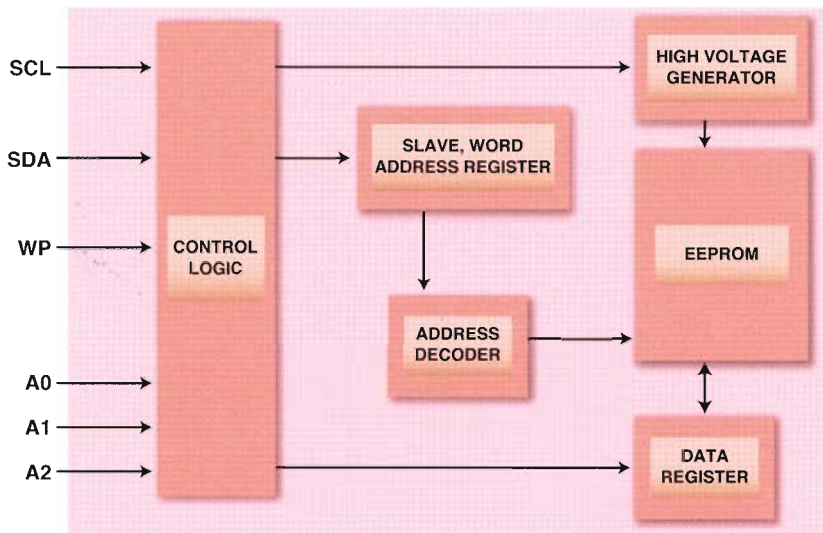 SCL
SDA
WP
A0
A1
A2
CONTROL
LOGIC
SLAVE, WORD
ADDRESS REGISTER
ADDRESS
DECODER
HIGH VOLTAGE
GENERATOR
EEPROM
DATA
REGISTER